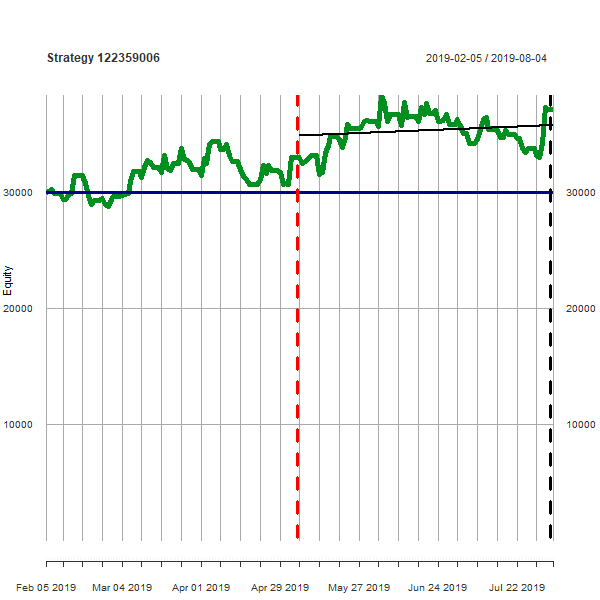 Strategy 122359006
2019-02-05 / 2019-08-04
30000
30000
Equity
20000
20000
10000
10000
Feb 05 2019
Mar 04 2019
Apr 01 2019
Apr 29 2019
May 27 2019
Jun 24 2019
Jul 22 2019